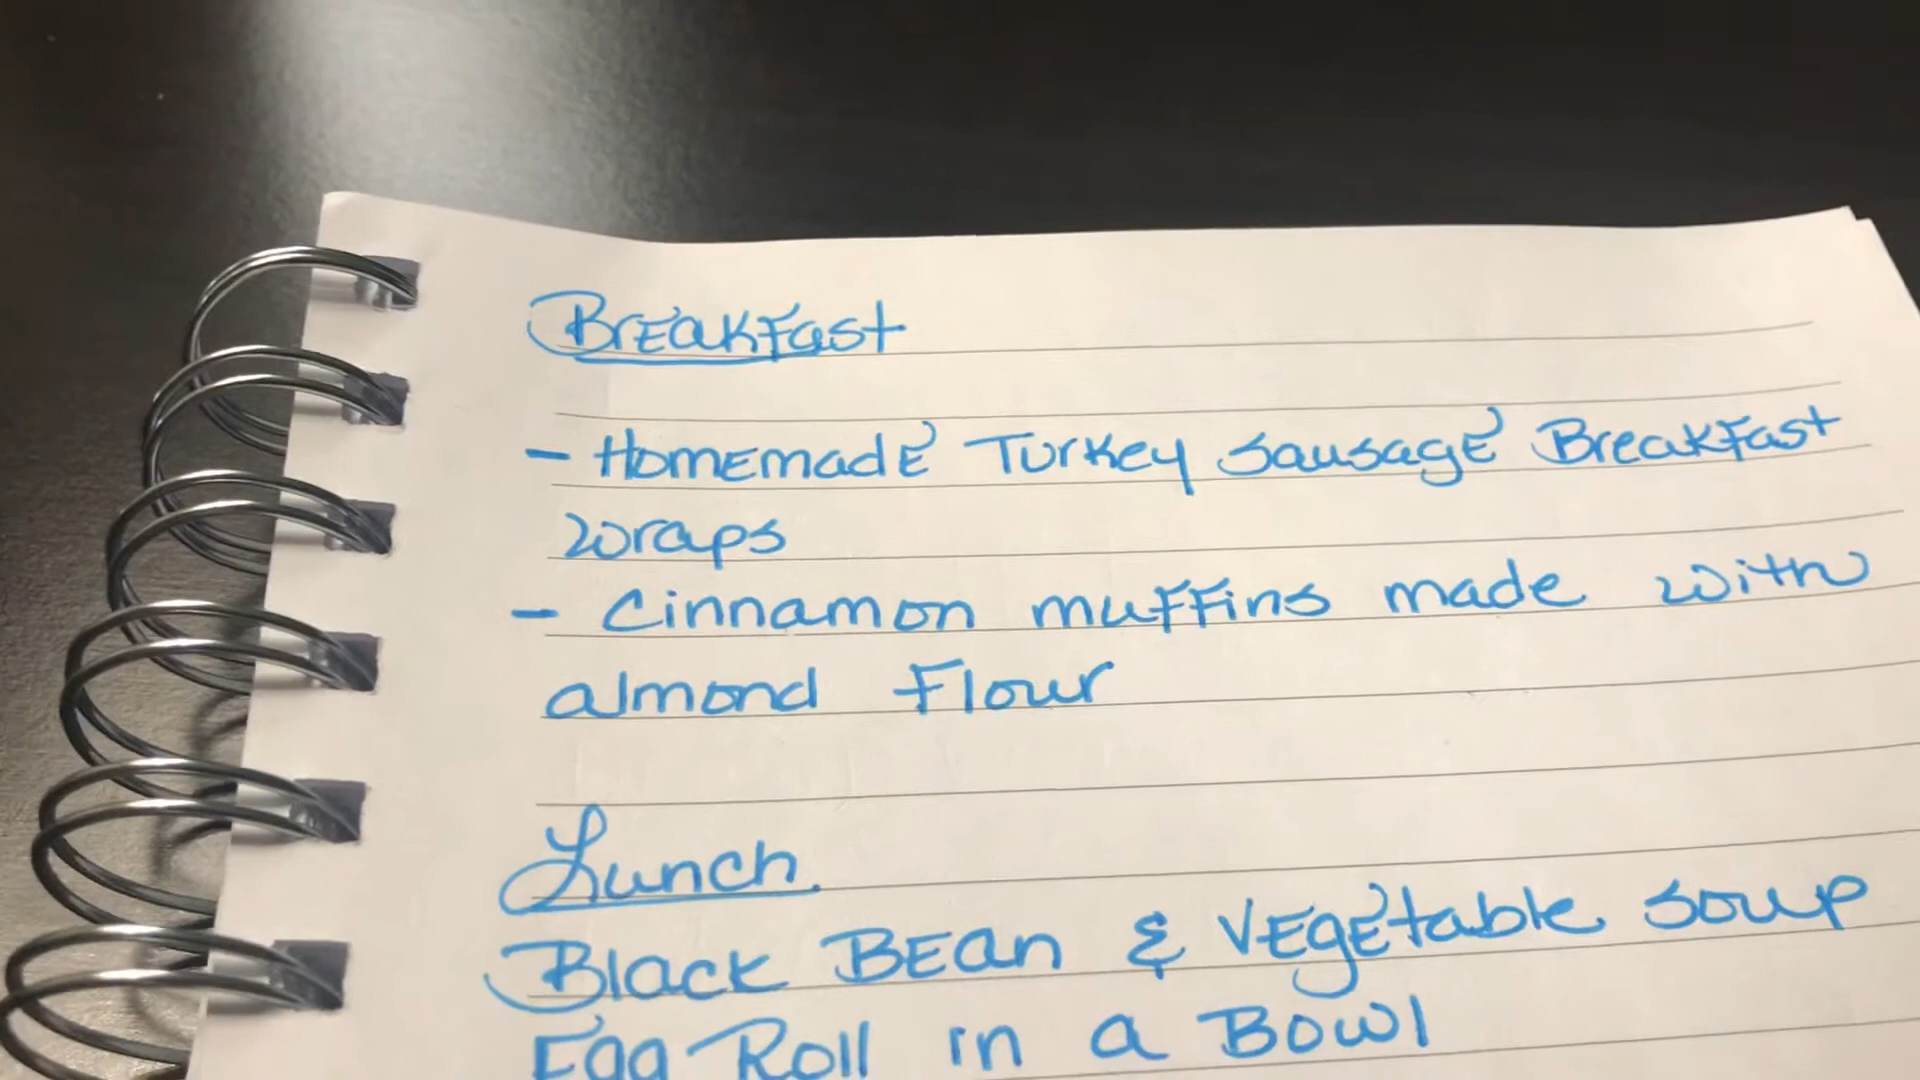 Breakfast
- Homemade Turkey Sausage Breakfast
wraps
- Cinnamon muffins made with
almond Flour
Lunch
Black Bean & Vegetable Soup
Egg Roll in a Bowl